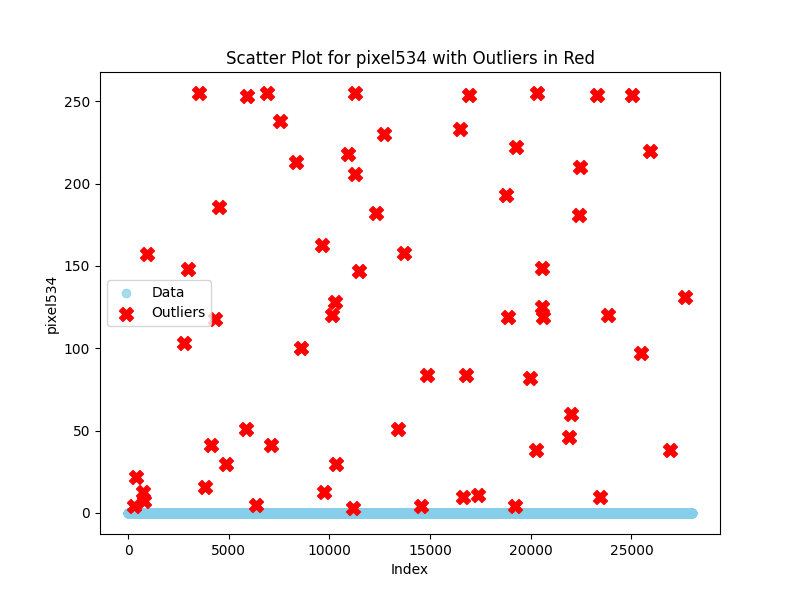 Scatter Plot for pixel534 with Outliers in Red
250
200
150
100
50
0
pixel534
Data
Outliers
0 5000 10000 15000 20000 25000
Index